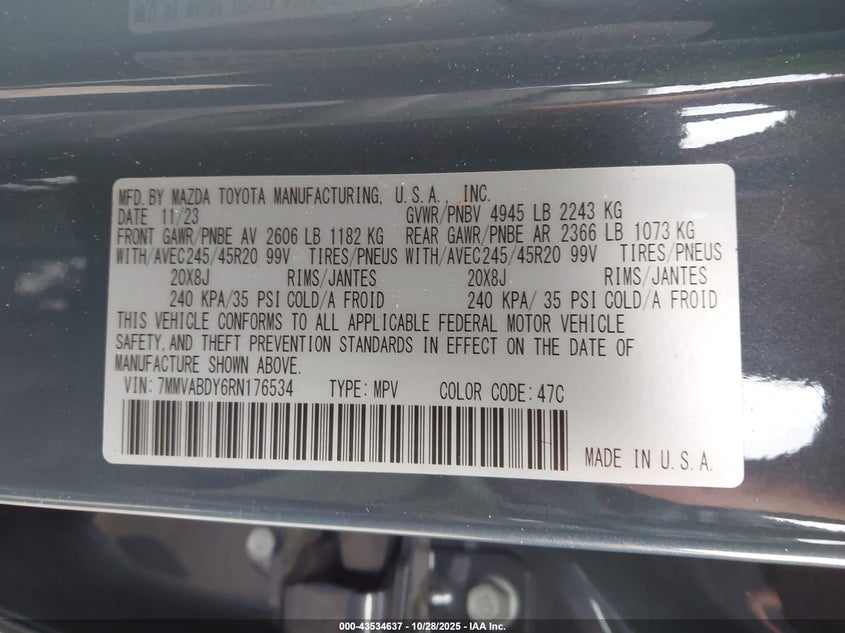 MFD. BY MAZDA TOYOTA MANUFACTURING, U.S.A., INC.
DATE 11/23 GVWR/PNBV 4945 LB 2243 KG
FRONT GAWR/PNBE AV 2606 LB 1182 KG REAR GAWR/PNBE AR 2366 LB 1073 KG
WITH/AVEC245/45R20 99V TIRES/PNEUS WITH/AVEC245/45R20 99V TIRES/PNEUS
20X8J RIMS/JANTES 20X8J RIMS/JANTES
240 KPA/35 PSI COLD/A FROID 240 KPA/ 35 PSI COLD/A FROID
THIS VEHICLE CONFORMS TO ALL APPLICABLE FEDERAL MOTOR VEHICLE
SAFETY, AND THEFT PREVENTION STANDARDS IN EFFECT ON THE DATE OF
MANUFACTURE SHOWN ABOVE.
VIN: 7MMVABDY6RN176534 TYPE: MPV COLOR CODE: 47C
MADE IN U.S.A.
000-43534637 - 10/28/2025 - IAA Inc.